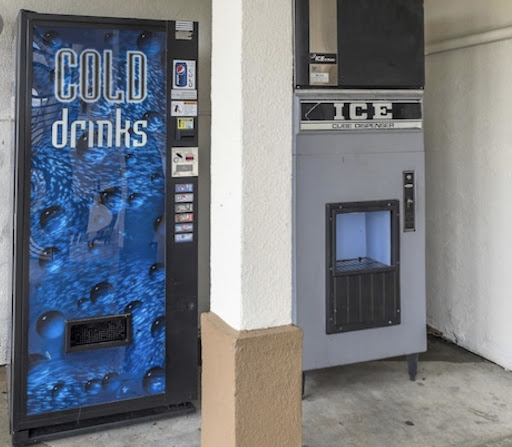 COLD
drinks
ICE
CUBE DISPENSER